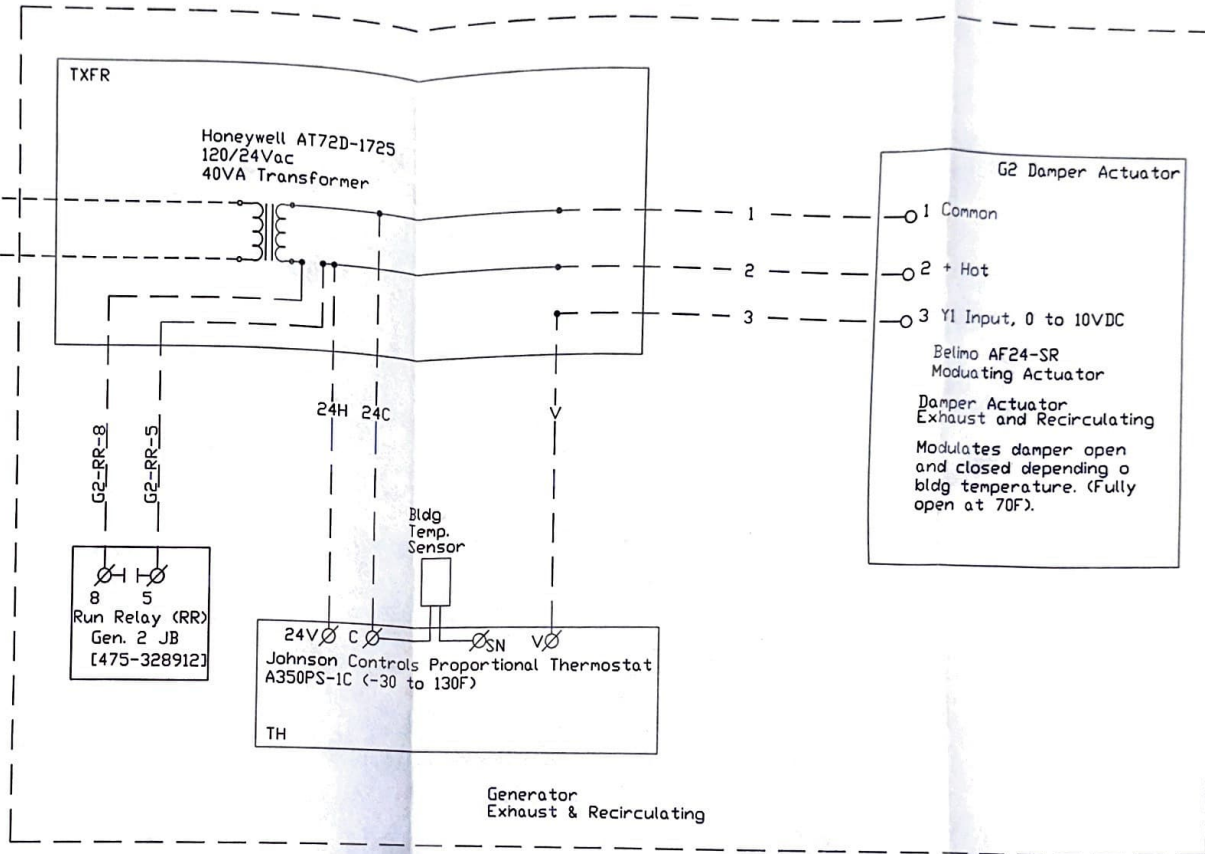 TXFR
Honeywell AT72D-1725
120/24Vac
40VA Transformer
G2 Damper Actuator
1
1 Common
2
2 + Hot
3
3 Y1 Input, 0 to 10VDC
Belimo AF24-SR
Moduating Actuator
Damper Actuator
Exhaust and Recirculating
Modulates damper open
and closed depending o
bldg temperature. (Fully
open at 70F).
24H
24C
V
G2-RR-8
G2-RR-5
Bldg
Temp.
Sensor
8
5
Run Relay (RR)
Gen. 2 JB
[475-328912]
24V
C
SN
V
Johnson Controls Proportional Thermostat
A350PS-1C (-30 to 130F)
TH
Generator
Exhaust & Recirculating